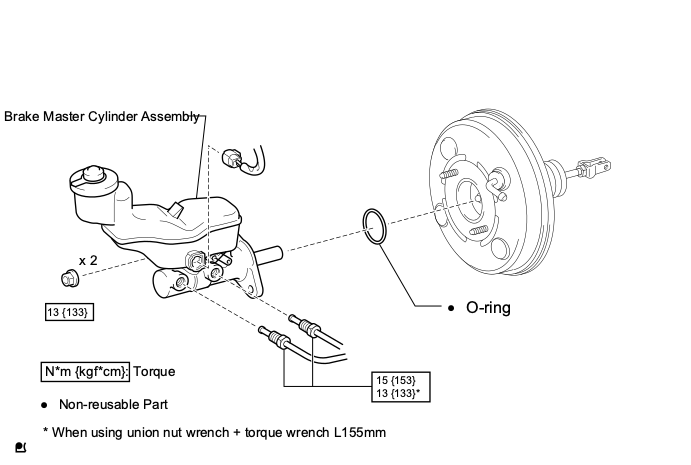 Brake Master Cylinder Assembly
x 2
13 {133}
● O-ring
15 {153}
13 {133}*
N*m {kgf*cm}: Torque
● Non-reusable Part
* When using union nut wrench + torque wrench L155mm